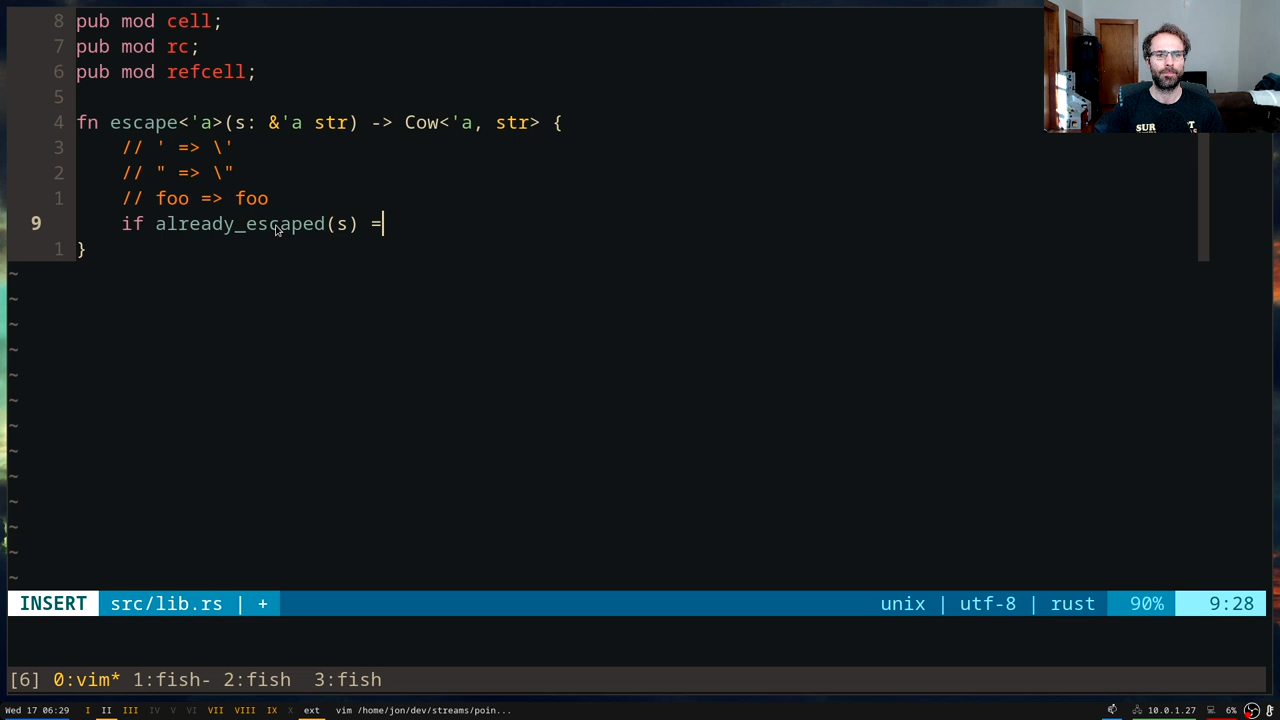 8 pub mod cell;
7 pub mod rc;
6 pub mod refcell;
5
4 fn escape<'a>(s: &'a str) -> Cow<'a, str> {
3     // ' => \'
2     // " => \"
1     // foo => foo
9     if already_escaped(s) =
1 }
~
~
~
~
~
~
~
~
~
~
~
~
~
INSERT src/lib.rs | + unix | utf-8 | rust 90% 9:28
[6] 0:vim* 1:fish- 2:fish 3:fish
Wed 17 06:29 I II III IV V VI VII VIII IX X ext vim /home/jon/dev/streams/poin... 10.0.1.27 6%
SUR